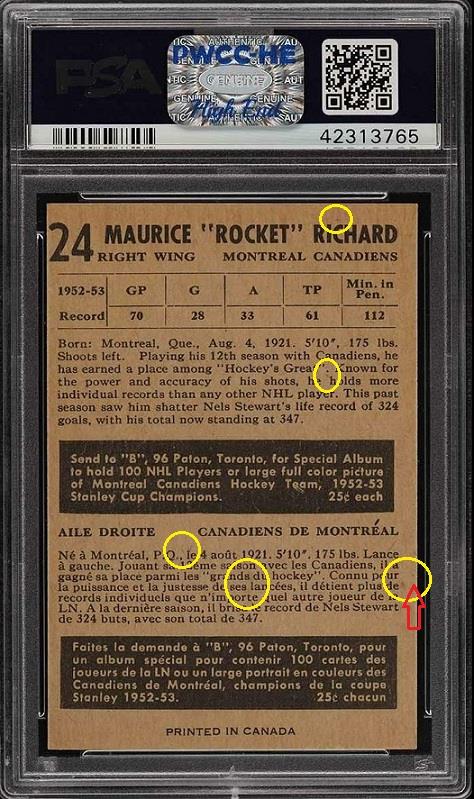 PSA
AUTHENTIC
PWCC-HE
GENUINE
High End
42313765
24 MAURICE "ROCKET" RICHARD
RIGHT WING MONTREAL CANADIENS
1952-53 GP G A TP Min. in Pen.
Record 70 28 33 61 112
Born: Montreal, Que., Aug. 4, 1921. 5'10", 175 lbs.
Shoots left. Playing his 12th season with Canadiens, he
has earned a place among "Hockey's Great". Known for
the power and accuracy of his shots, he holds more
individual records than any other NHL player. This past
season saw him shatter Nels Stewart's life record of 324
goals, with his total now standing at 347.
Send to "B", 96 Paton, Toronto, for Special Album
to hold 100 NHL Players or large full color picture
of Montreal Canadiens Hockey Team, 1952-53
Stanley Cup Champions. 25¢ each
AILE DROITE CANADIENS DE MONTRÉAL
Né à Montréal, P.Q., le 4 août 1921. 5'10", 175 lbs. Lance
à gauche. Jouant sa 12ème saison avec les Canadiens, il
gagné sa place parmi les "grands du hockey". Connu pour
la puissance et la justesse de ses lancées, il détient plus de
records individuels que n'importe quel autre joueur de la
LN. A la dernière saison, il brisa le record de Nels Stewart
de 324 buts, avec son total de 347.
Faites la demande à "B", 96 Paton, Toronto, pour
un album spécial pour contenir 100 cartes des
joueurs de la LN ou un large portrait en couleurs des
Canadiens de Montréal, champions de la coupe
Stanley 1952-53. 25¢ chacun
PRINTED IN CANADA